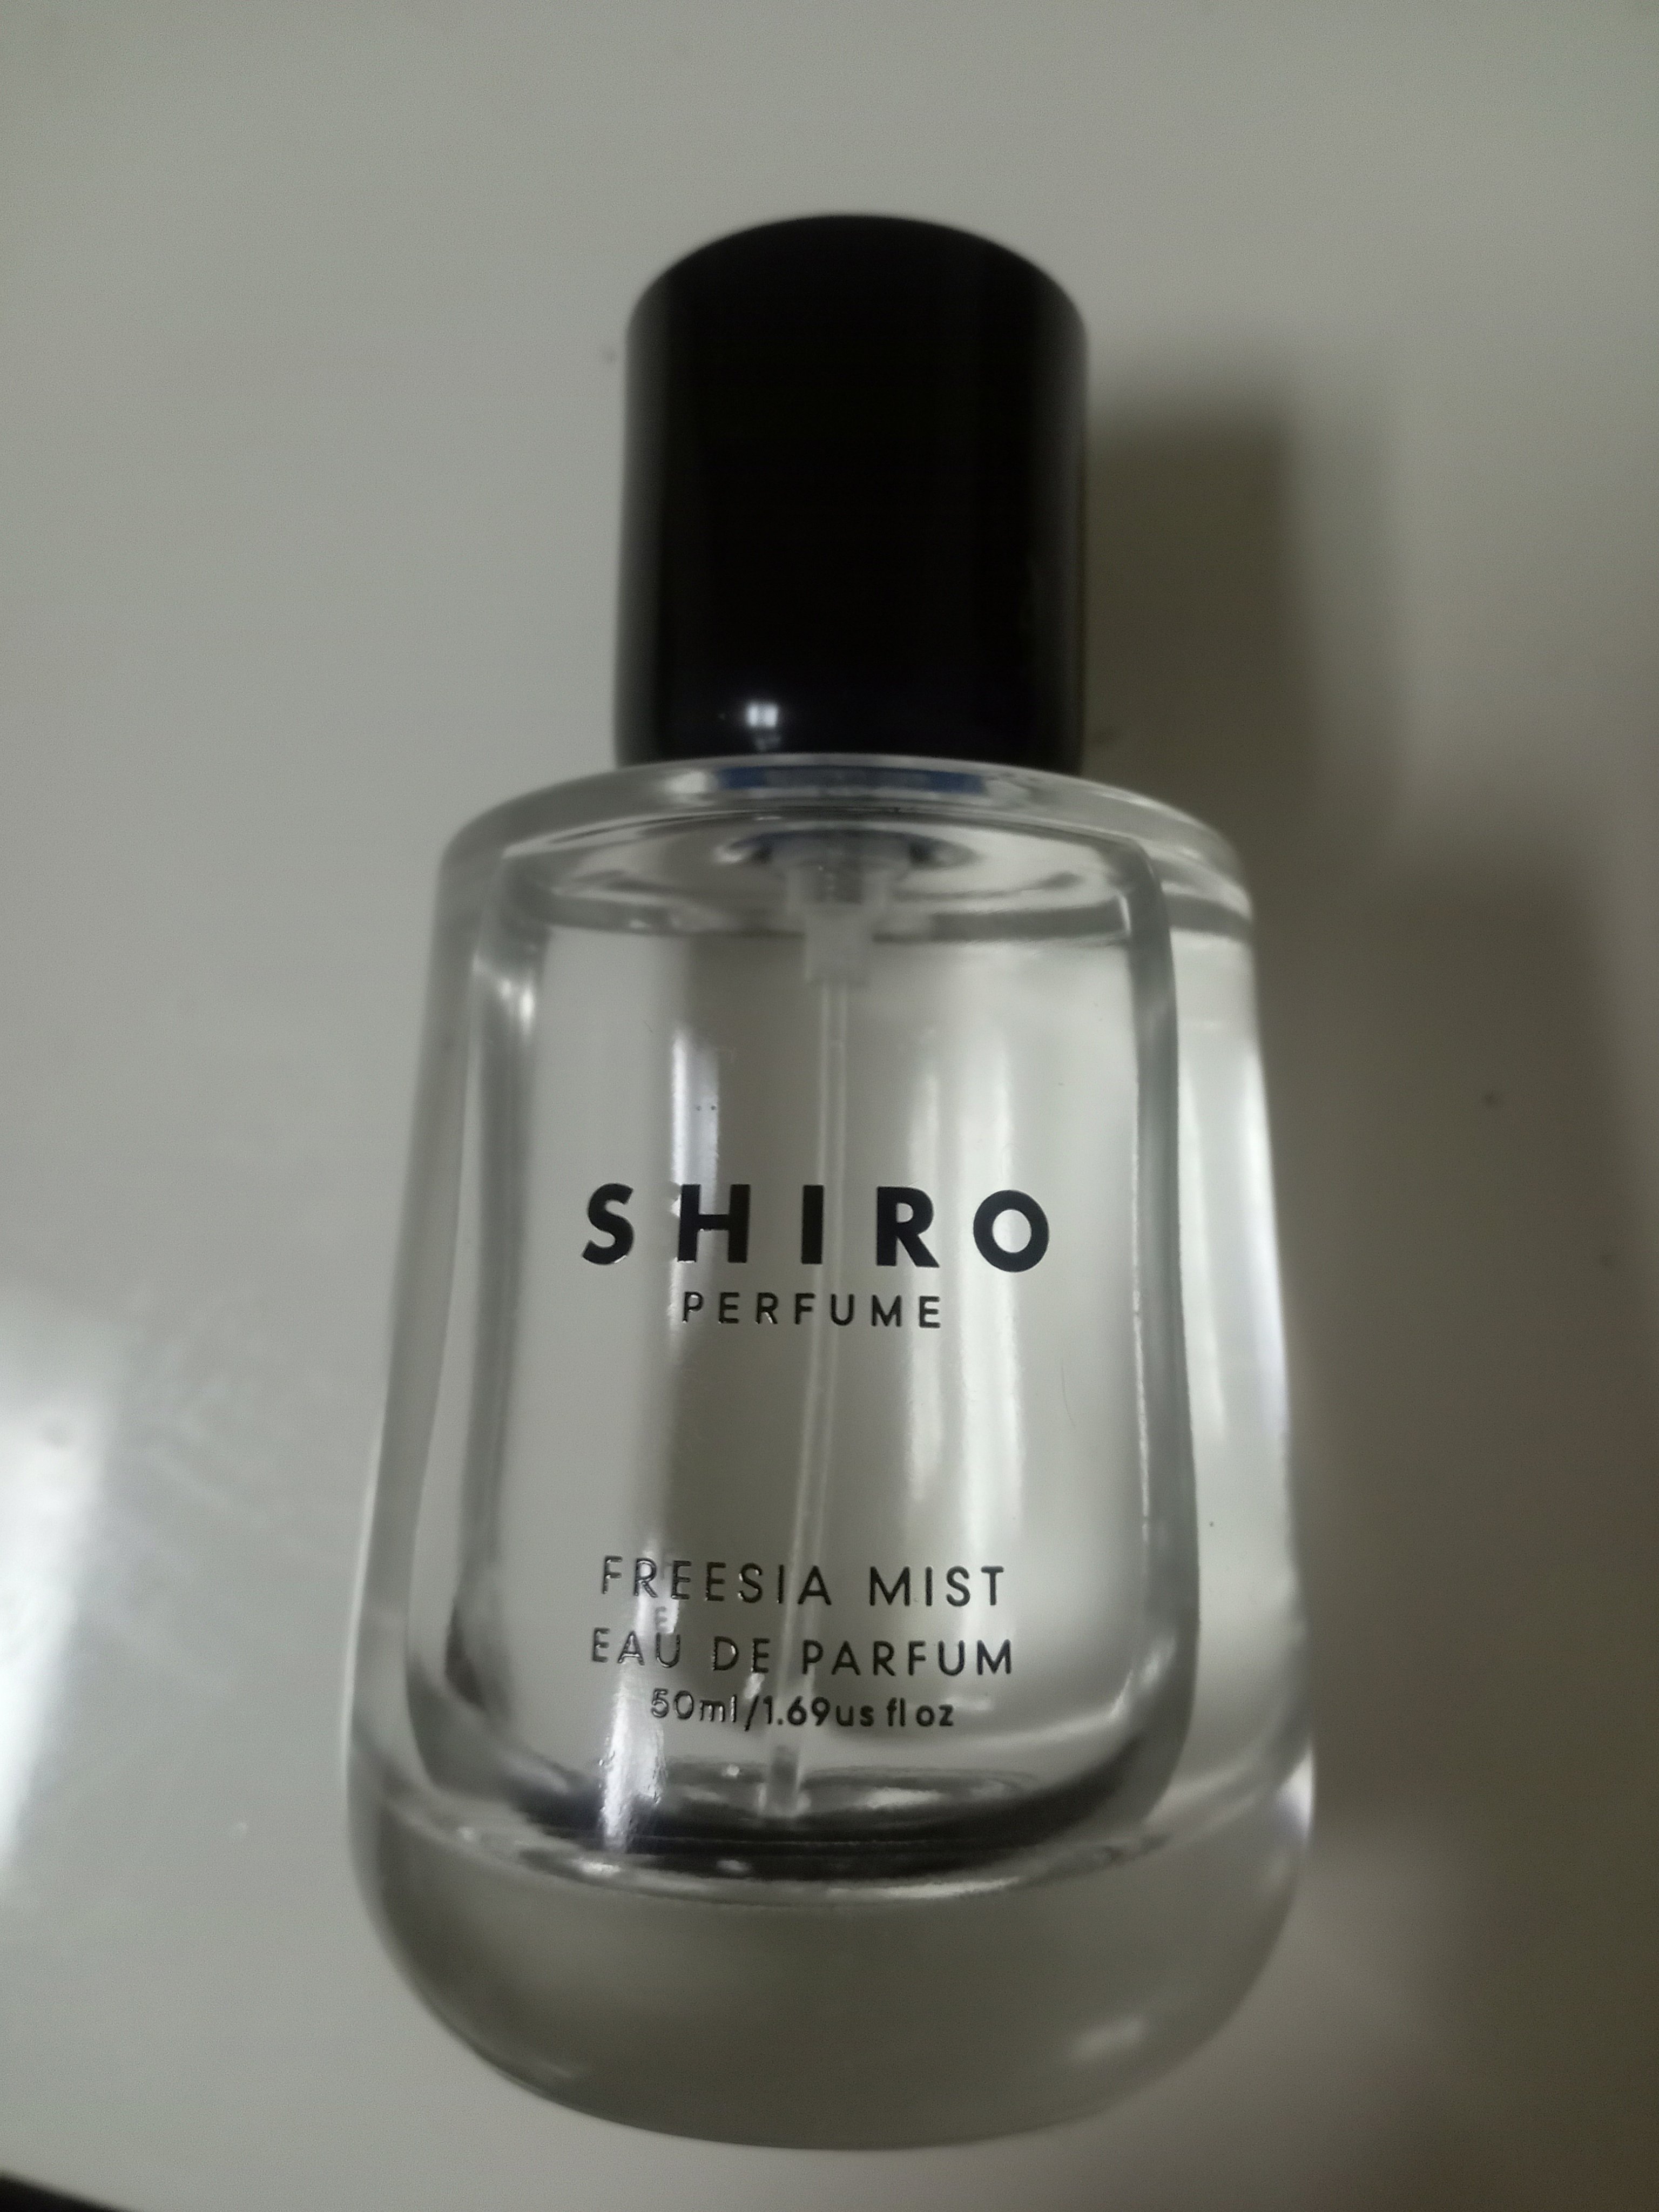 SHIRO
PERFUME
FREESIA MIST
EAU DE PARFUM
50ml/1.69us fl oz